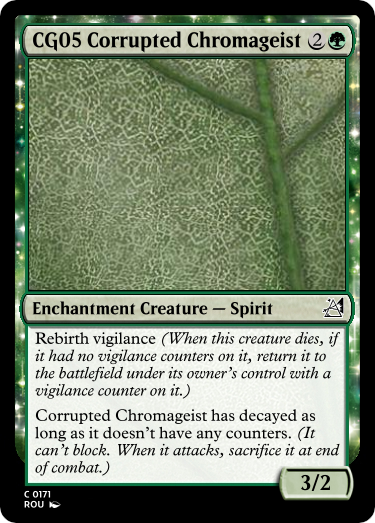 CG05 Corrupted Chromageist 2
Enchantment Creature — Spirit
Rebirth vigilance (When this creature dies, if
it had no vigilance counters on it, return it to
the battlefield under its owner's control with a
vigilance counter on it.)
Corrupted Chromageist has decayed as
long as it doesn't have any counters. (It
can't block. When it attacks, sacrifice it at end
of combat.)
3/2
C 0171
ROU